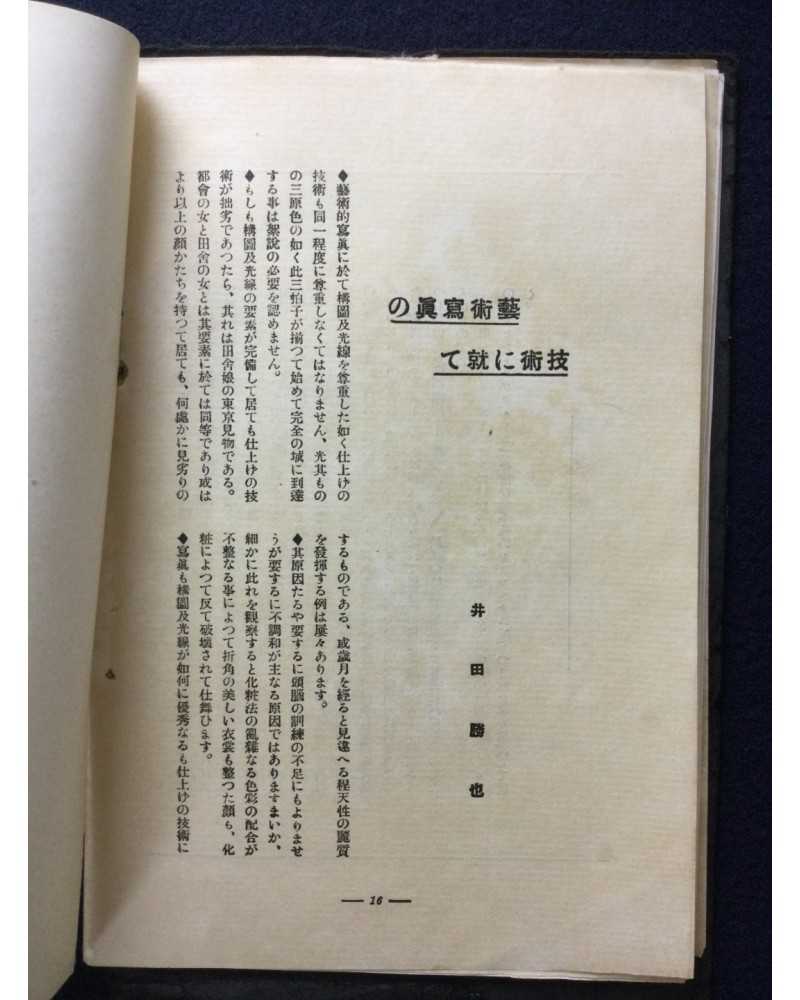 藝術寫眞の
技術に就て
井田勝也
◆藝術的寫眞に於て構圖及光線を尊重した如く仕上けの
技術も同一程度に尊重しなくてはなりません、光其もの
の三原色の如く此三拍子が揃つて始めて完全の域に到達
する事は絮說の必要を認めません。
◆もしも構圖及光線の要素が完備して居ても仕上けの技
術が拙劣であつたら、其れは田舍娘の東京見物である。
都會の女と田舍の女とは其要素に於ては同等であり或は
より以上の顏かたちを持つて居ても、何處かに見劣りの
するものである、或歲月を經ると見違へる程天性の麗質
を發揮する例は屢々あります。
◆其原因たるや要するに頭腦の訓練の不足にもよりませ
うが要するに不調和が主なる原因ではありますまいか、
細かに此れを觀察すると化粧法の亂雜なる色彩の配合が
不整なる事によつて折角の美しい衣裳も整つた顏も、化
粧によつて反て破壞されて仕舞ひます。
◆寫眞も構圖及光線が如何に優秀なるも仕上けの技術に
— 16 —